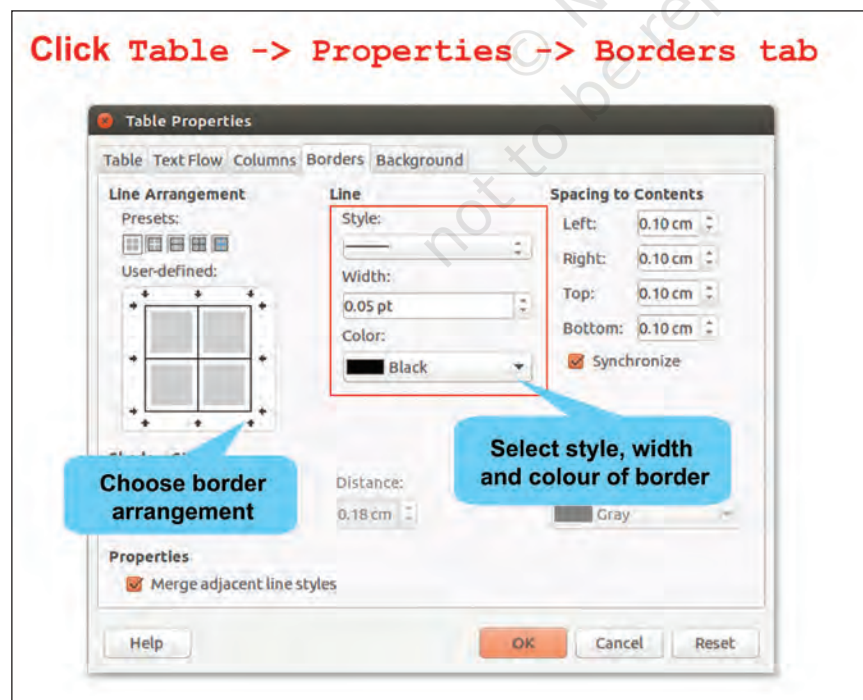 Click Table -> Properties -> Borders tab
Table Properties
Table Text Flow Columns Borders Background
Line Arrangement
Presets:
User-defined:
Line
Style:
Width:
0.05 pt
Color:
Black
Spacing to Contents
Left: 0.10 cm
Right: 0.10 cm
Top: 0.10 cm
Bottom: 0.10 cm
Synchronize
Choose border
arrangement
Select style, width
and colour of border
Distance:
0.18 cm
Gray
Properties
Merge adjacent line styles
Help
OK
Cancel
Reset
©
not to be